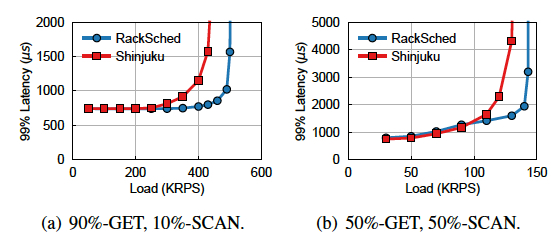 2000
1500
1000
500
0
99% Latency (μs)
RackSched
Shinjuku
0 200 400 600
Load (KRPS)
(a) 90%-GET, 10%-SCAN.
5000
4000
3000
2000
1000
0
99% Latency (μs)
RackSched
Shinjuku
0 50 100 150
Load (KRPS)
(b) 50%-GET, 50%-SCAN.